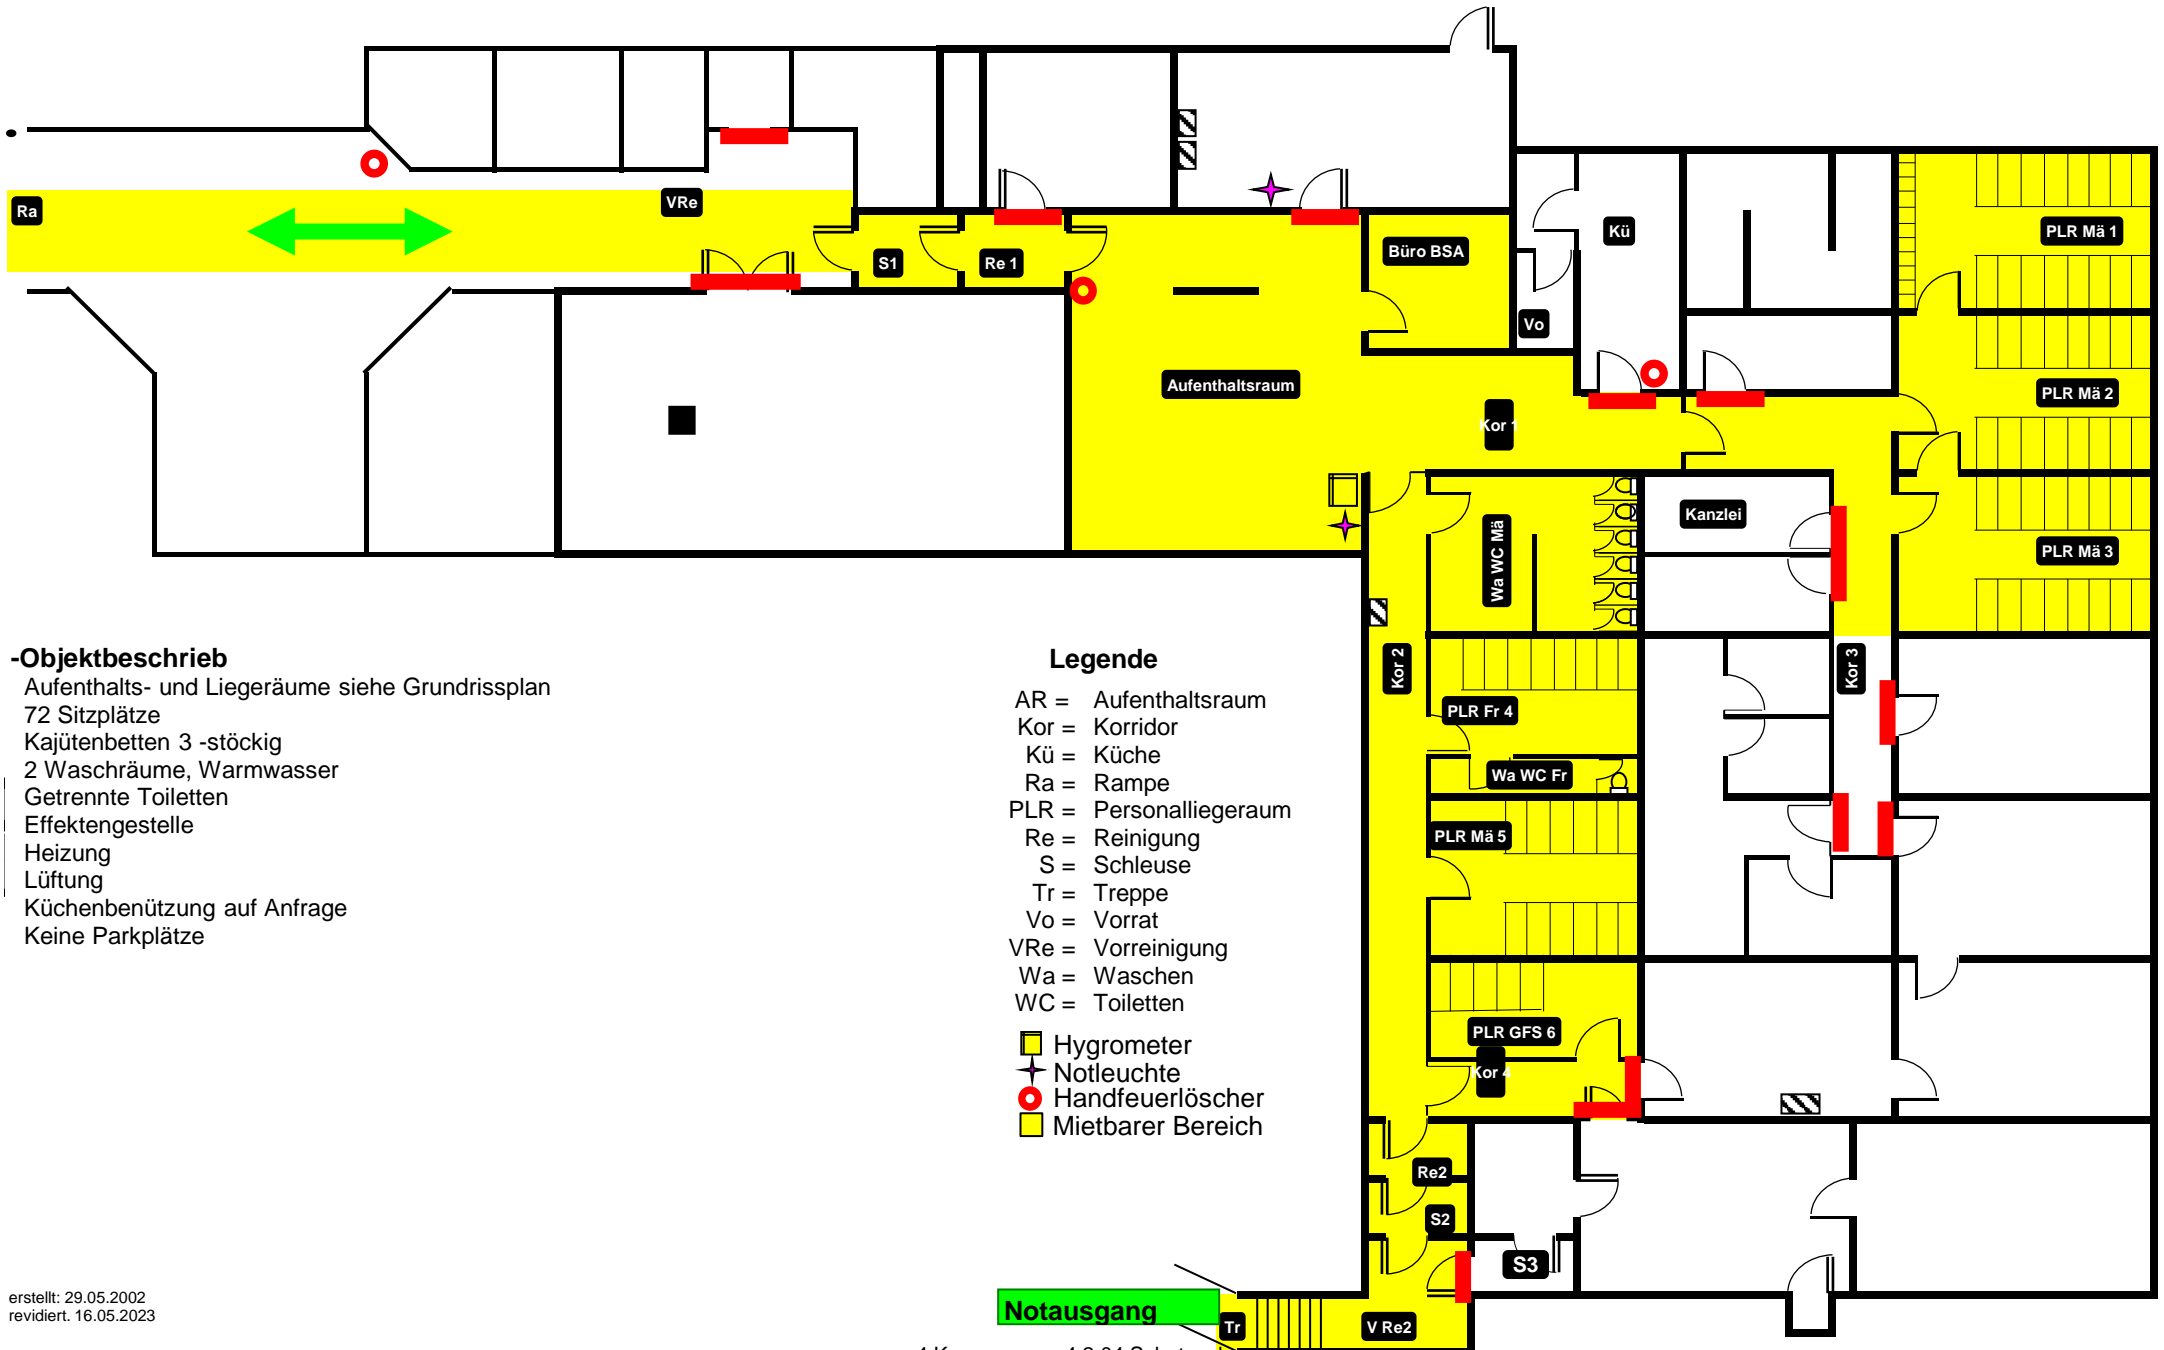 Ra
VRe
S1
Re 1
Büro BSA
Kü
Vo
PLR Mä 1
PLR Mä 2
PLR Mä 3
Aufenthaltsraum
Kor 1
Kanzlei
Wa WC Mä
Kor 2
Kor 3
PLR Fr 4
Wa WC Fr
PLR Mä 5
PLR GFS 6
Kor 4
Re2
S2
S3
V Re2
Tr
Notausgang
-Objektbeschrieb
Aufenthalts- und Liegeräume siehe Grundrissplan
72 Sitzplätze
Kajütenbetten 3 -stöckig
2 Waschräume, Warmwasser
Getrennte Toiletten
Effektengestelle
Heizung
Lüftung
Küchenbenützung auf Anfrage
Keine Parkplätze
Legende
AR = Aufenthaltsraum
Kor = Korridor
Kü = Küche
Ra = Rampe
PLR = Personalliegeraum
Re = Reinigung
S = Schleuse
Tr = Treppe
Vo = Vorrat
VRe = Vorreinigung
Wa = Waschen
WC = Toiletten
Hygrometer
Notleuchte
Handfeuerlöscher
Mietbarer Bereich
erstellt: 29.05.2002
revidiert. 16.05.2023